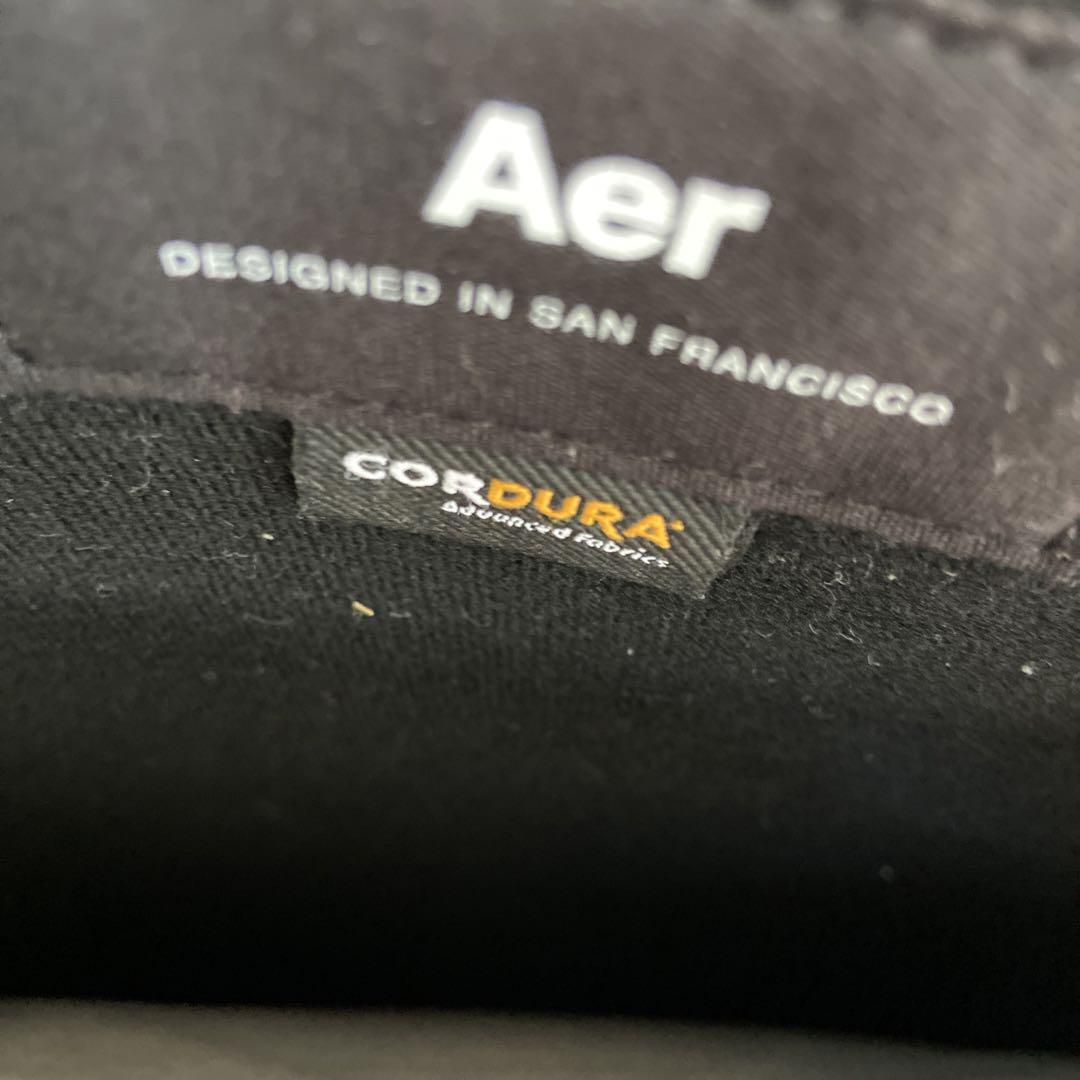 Aer
DESIGNED IN SAN FRANCISCO
CORDURA
Advanced Fabrics